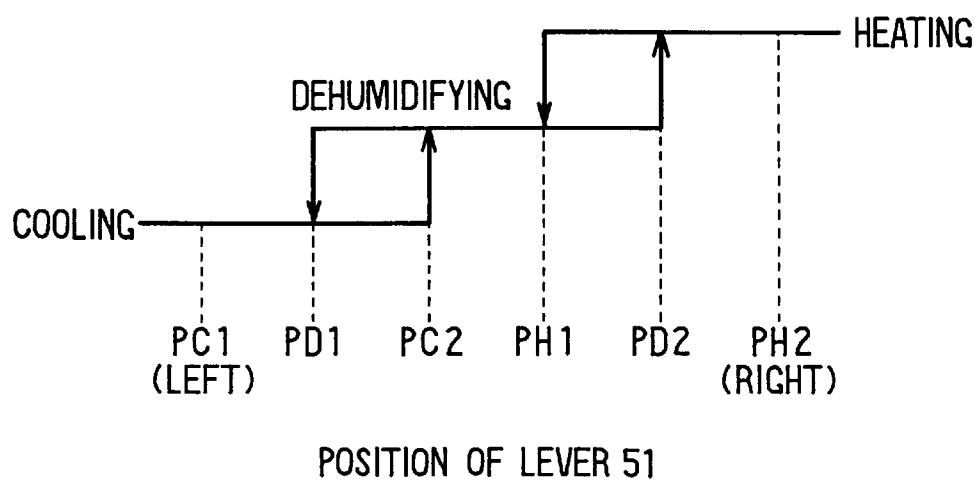 HEATING
DEHUMIDIFYING
COOLING
PC1 PD1 PC2 PH1 PD2 PH2
(LEFT) (RIGHT)
POSITION OF LEVER 51